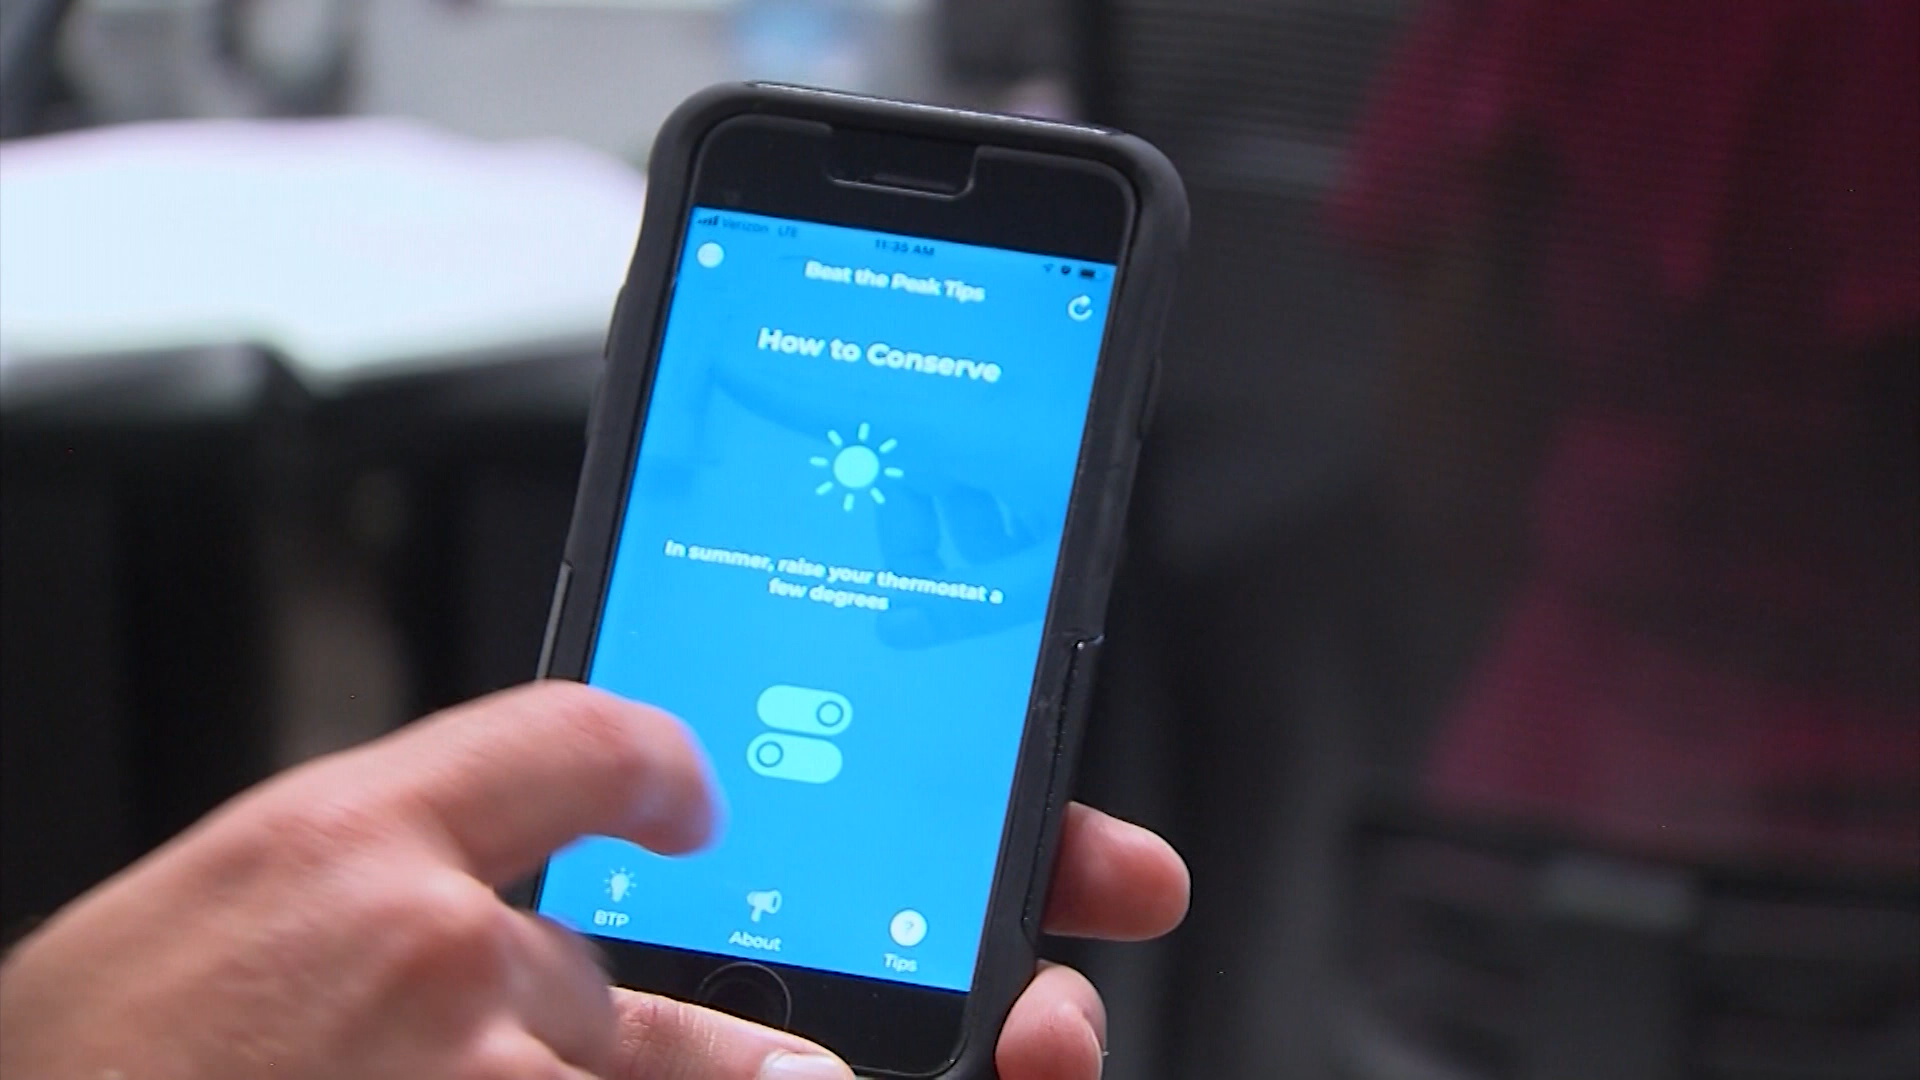 Verizon LTE
11:35 AM
Beat the Peak Tips
How to Conserve
In summer, raise your thermostat a
few degrees
BTP
About
?
Tips